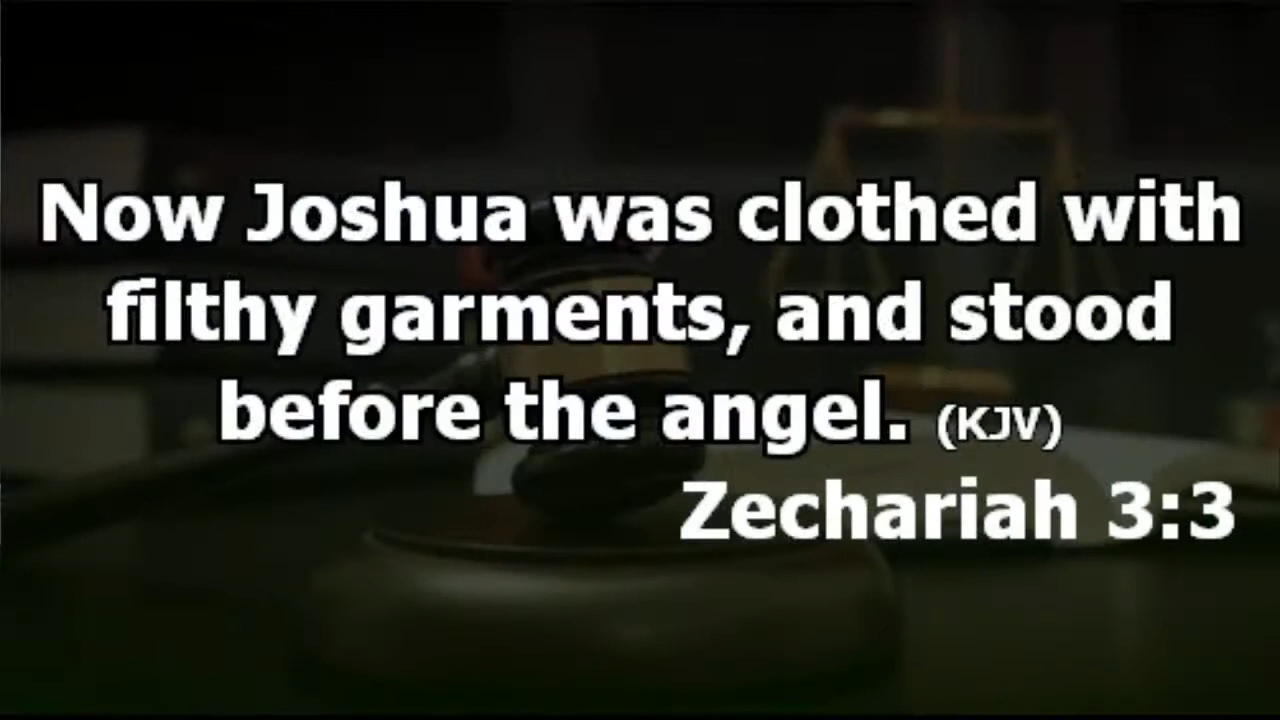 Now Joshua was clothed with
filthy garments, and stood
before the angel. (KJV)
Zechariah 3:3